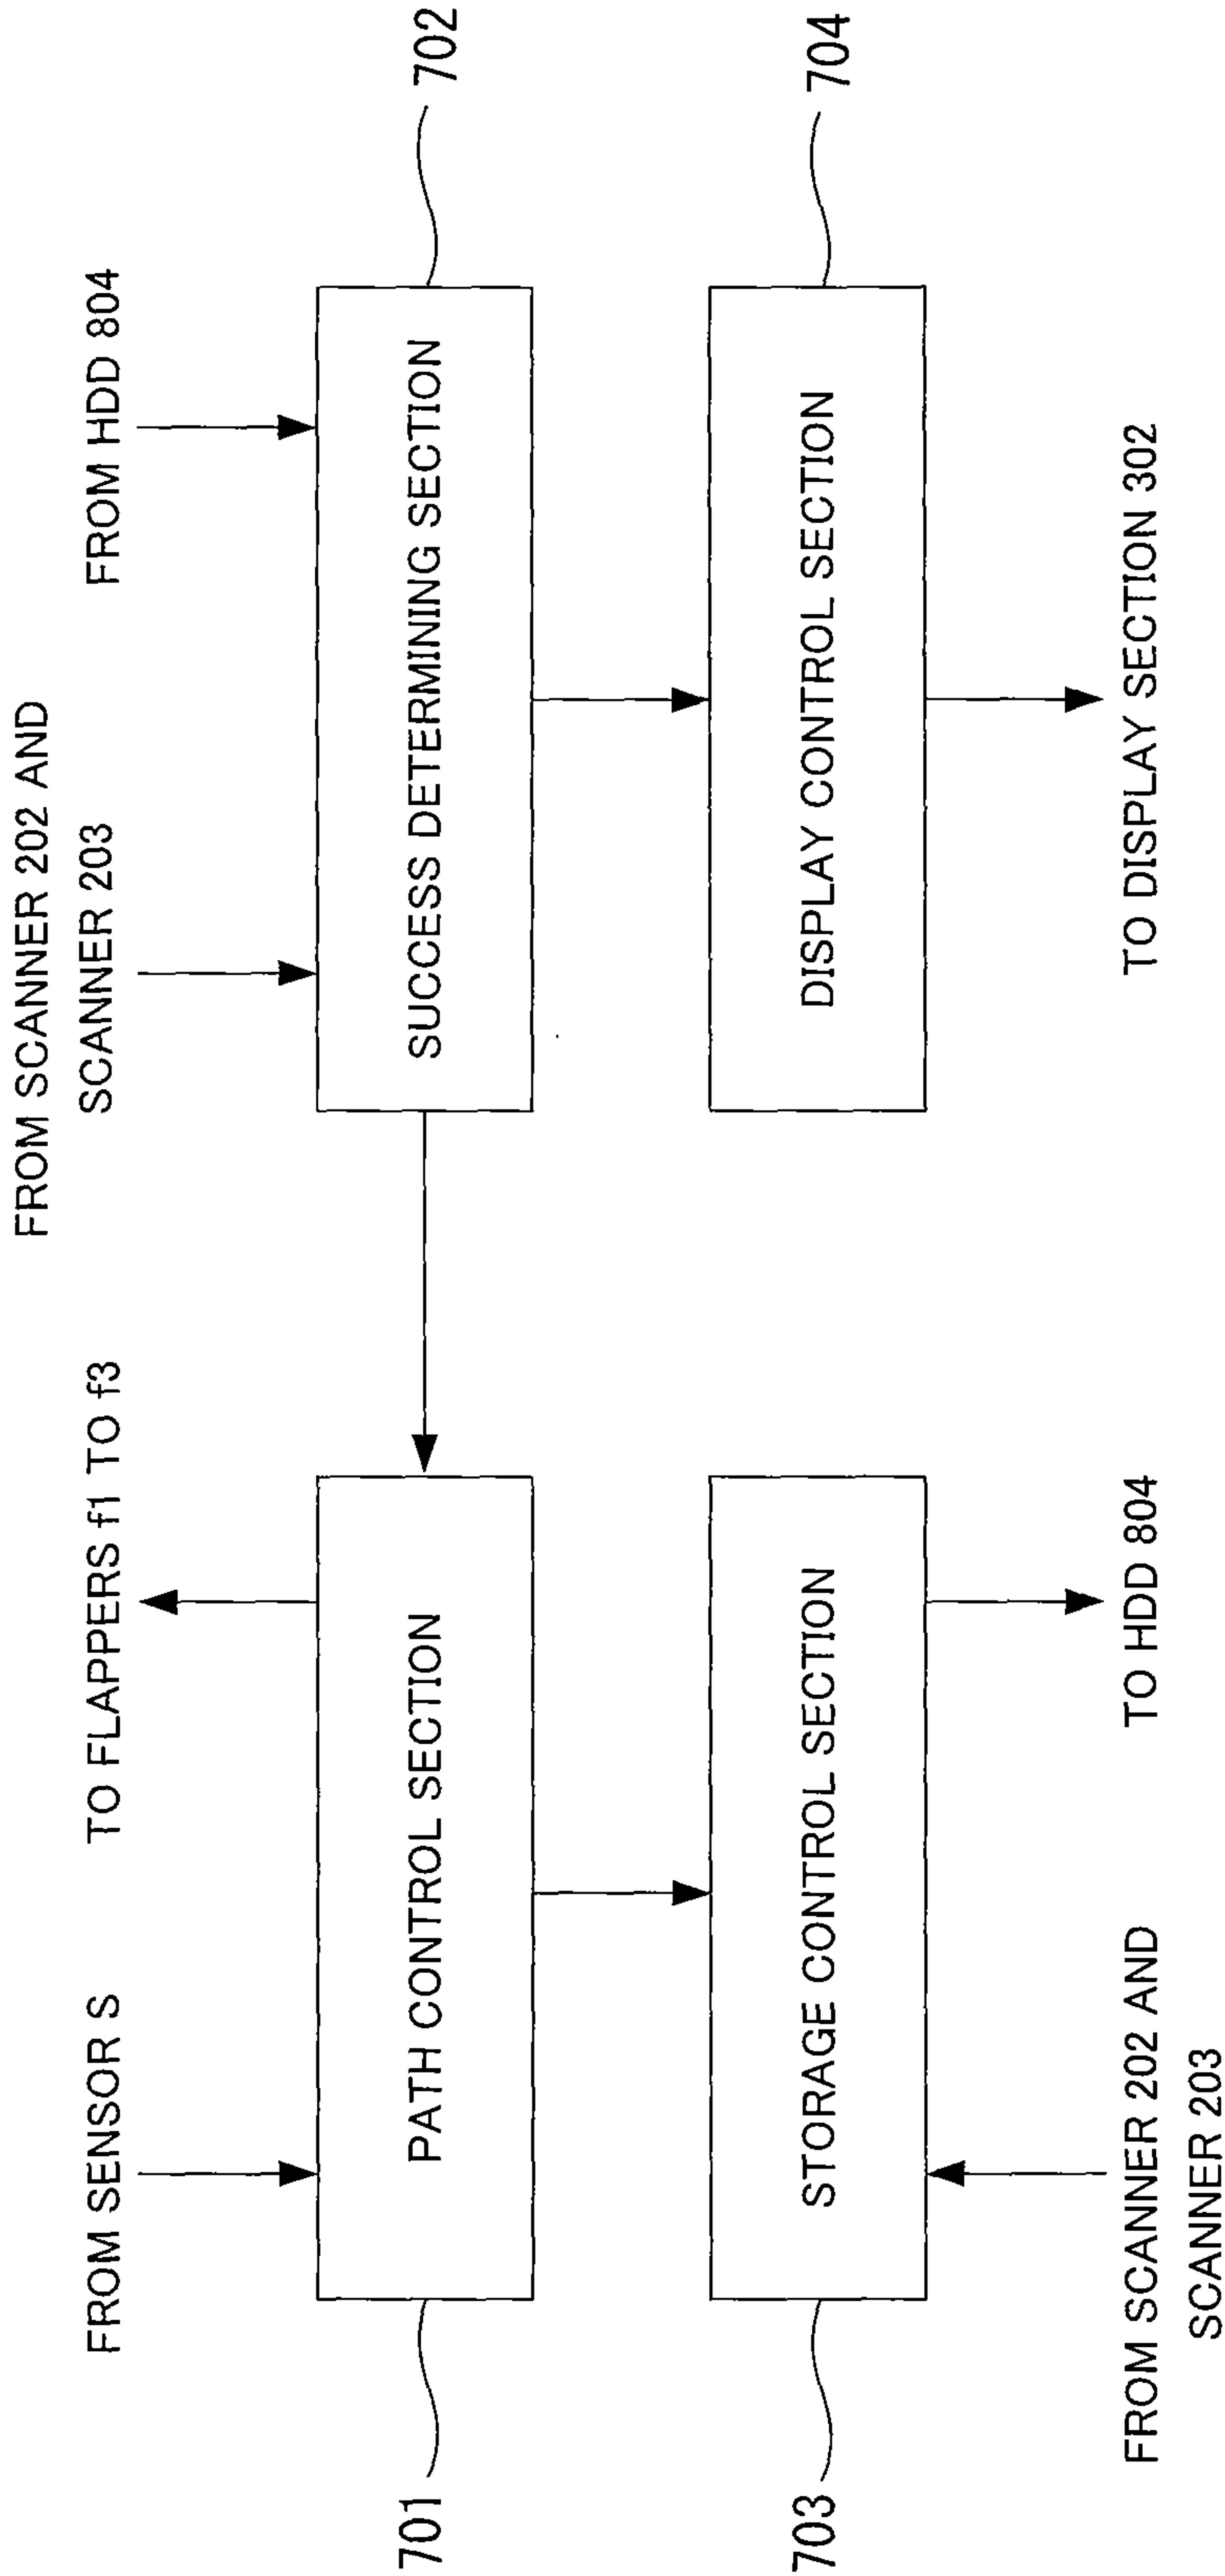 FROM SENSOR S
TO FLAPPERS f1 TO f3
FROM SCANNER 202 AND
SCANNER 203
FROM HDD 804
701
PATH CONTROL SECTION
SUCCESS DETERMINING SECTION
702
703
STORAGE CONTROL SECTION
DISPLAY CONTROL SECTION
704
FROM SCANNER 202 AND
SCANNER 203
TO HDD 804
TO DISPLAY SECTION 302